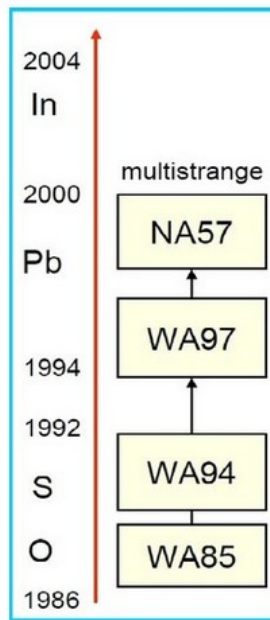 2004
In
multistrange
2000
NA57
Pb
WA97
1994
1992
WA94
S
O
WA85
1986